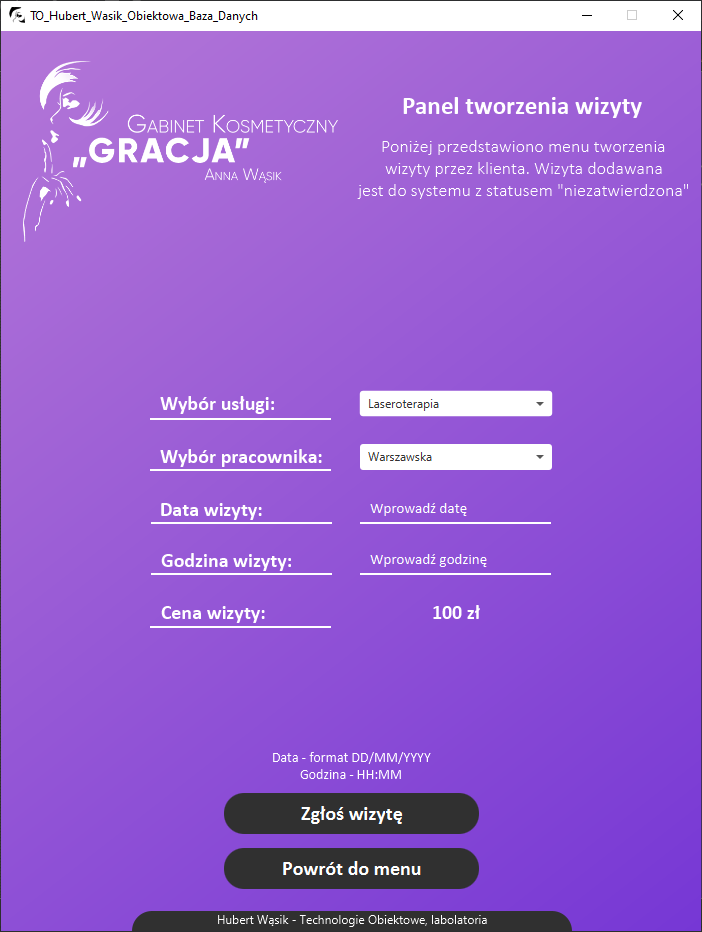 TO_Hubert_Wasik_Obiektowa_Baza_Danych
GABINET KOSMETYCZNY
„GRACJA”
ANNA WĄSIK
Panel tworzenia wizyty
Poniżej przedstawiono menu tworzenia
wizyty przez klienta. Wizyta dodawana
jest do systemu z statusem "niezatwierdzona"
Wybór usługi: Laseroterapia
Wybór pracownika: Warszawska
Data wizyty: Wprowadź datę
Godzina wizyty: Wprowadź godzinę
Cena wizyty: 100 zł
Data - format DD/MM/YYYY
Godzina - HH:MM
Zgłoś wizytę
Powrót do menu
Hubert Wąsik - Technologie Obiektowe, labolatoria